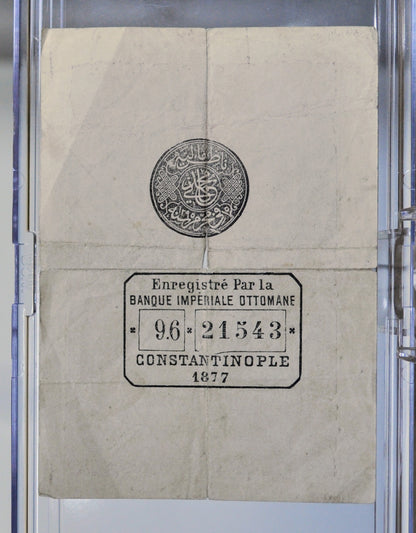 Enregistré Par la
BANQUE IMPÉRIALE OTTOMANE
* 96 * 21543 *
CONSTANTINOPLE
1877